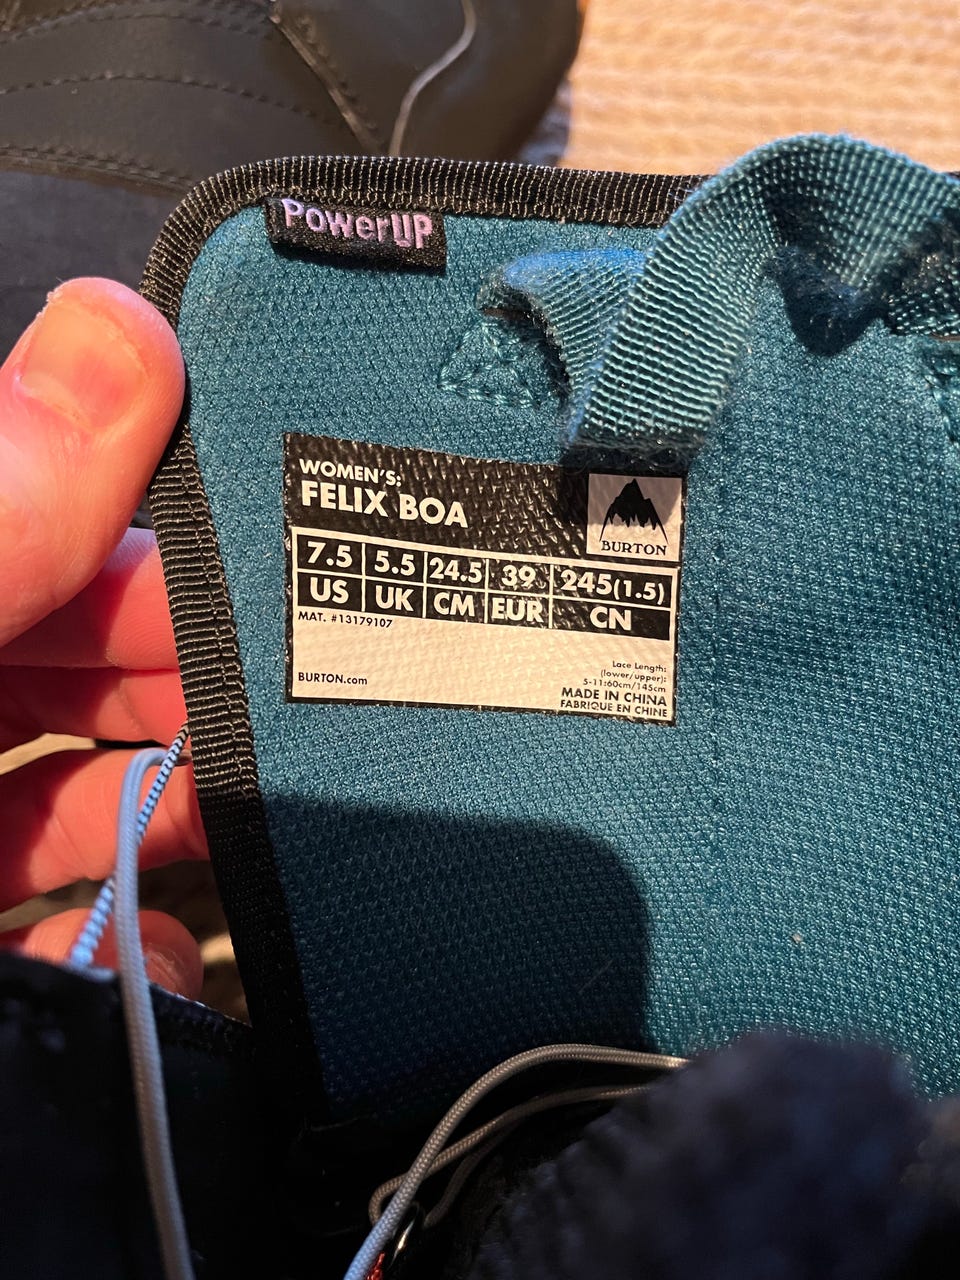 PowerUP
WOMEN'S:
FELIX BOA
BURTON
7.5 5.5 24.5 39 245(1.5)
US UK CM EUR CN
MAT. #13179107
Lace Length:
(lower/upper):
5-11:60cm/145cm
BURTON.com
MADE IN CHINA
FABRIQUE EN CHINE